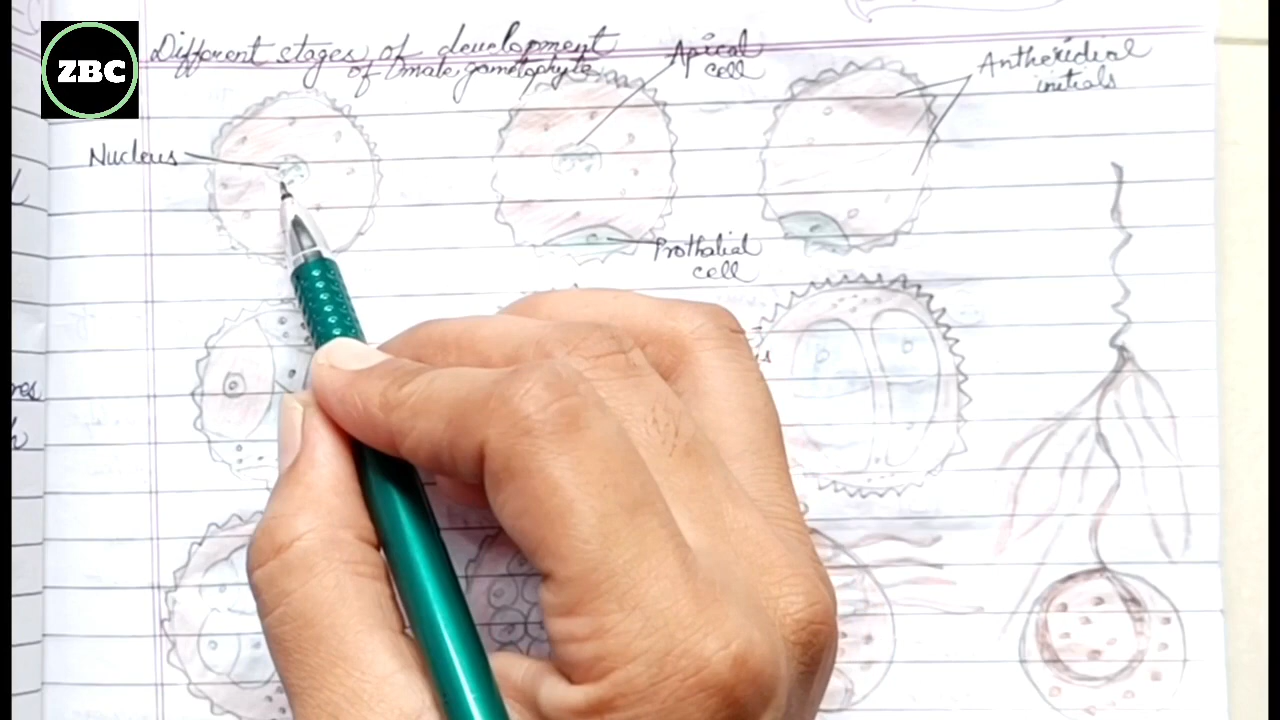 ZBC
Different stages of development
of male gametophyte
Apical
cell
Antheridial
initials
Nucleus
Prothalial
cell